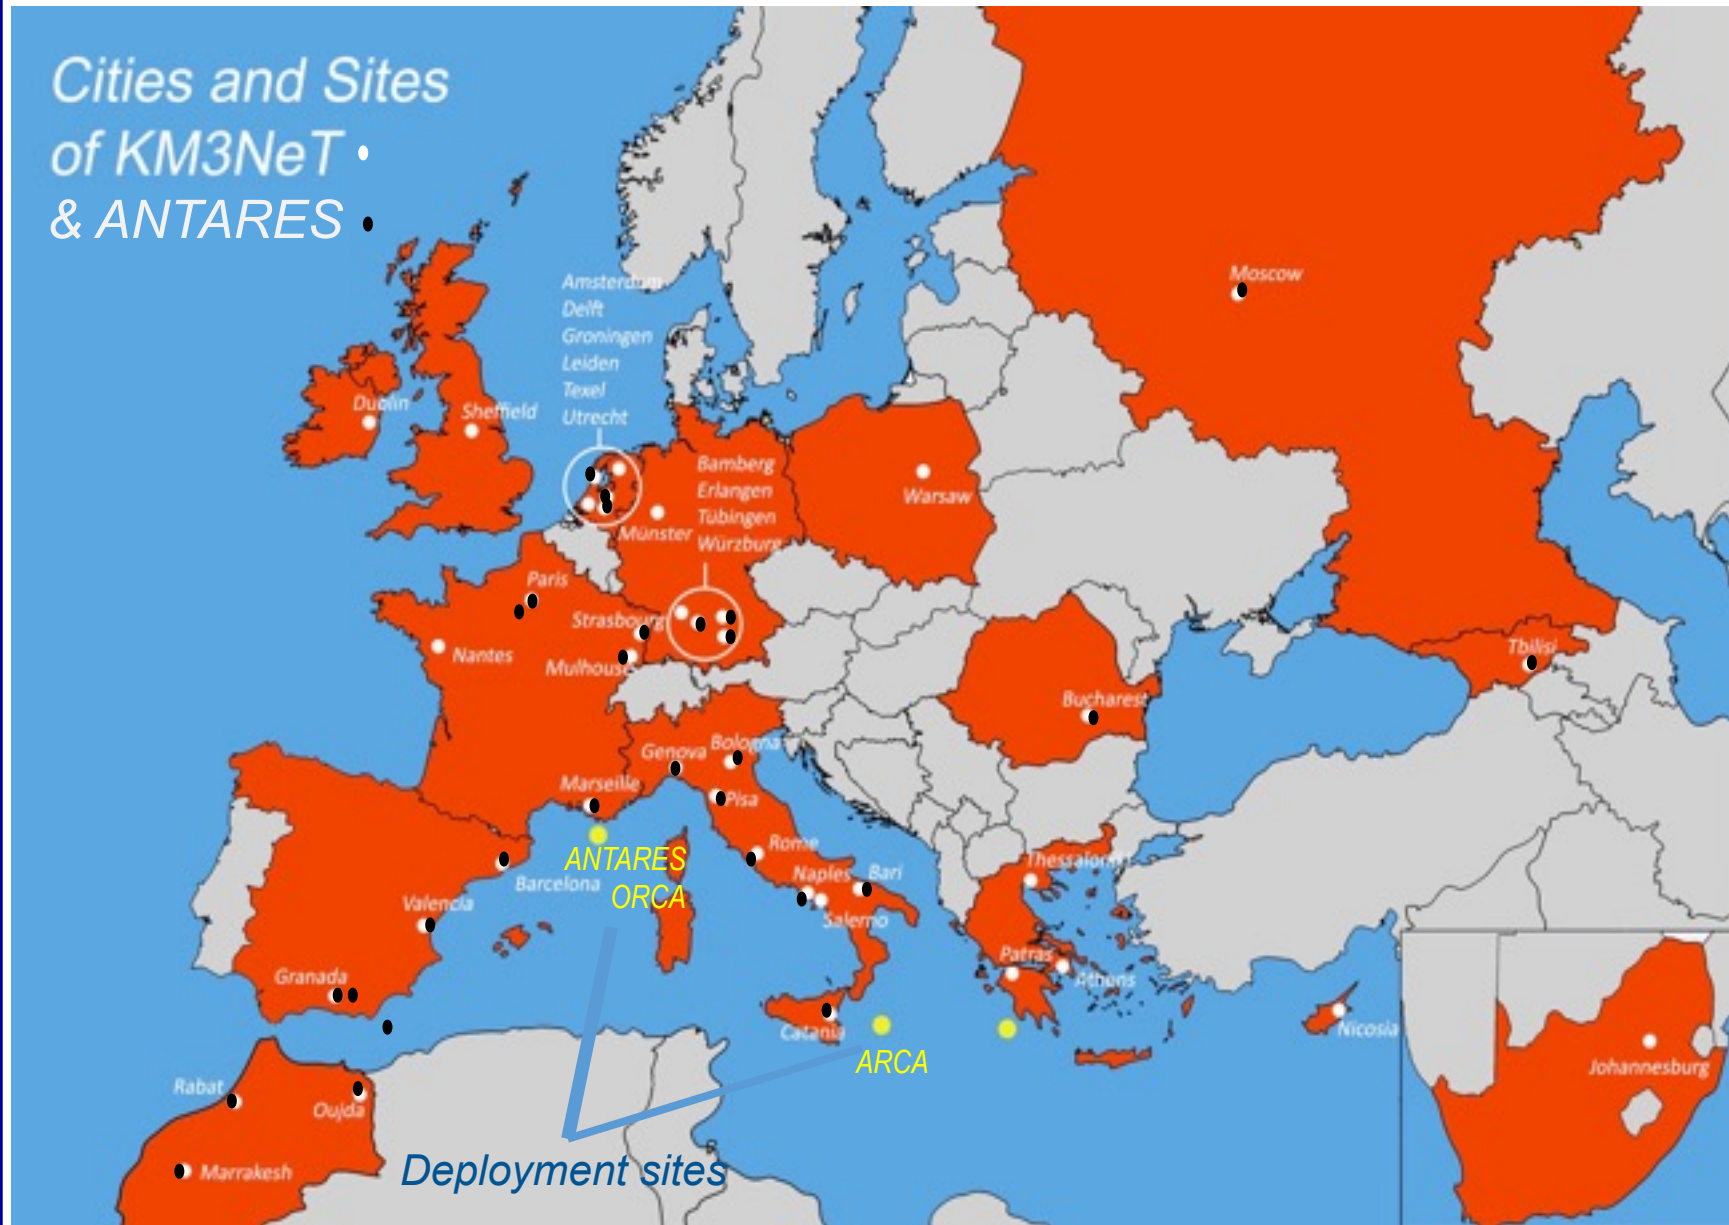 Cities and Sites
of KM3NeT
& ANTARES
Amsterdam
Delft
Groningen
Leiden
Texel
Utrecht
Moscow
Dublin
Sheffield
Bamberg
Erlangen
Tübingen
Würzburg
Warsaw
Münster
Paris
Strasbourg
Nantes
Mulhouse
Tbilisi
Bucharest
Genova
Bologna
Marseille
Pisa
ANTARES
ORCA
Rome
Thessaloniki
Barcelona
Naples
Bari
Valencia
Salerno
Granada
Patras
Athens
Catania
Nicosia
ARCA
Johannesburg
Rabat
Oujda
Marrakesh
Deployment sites